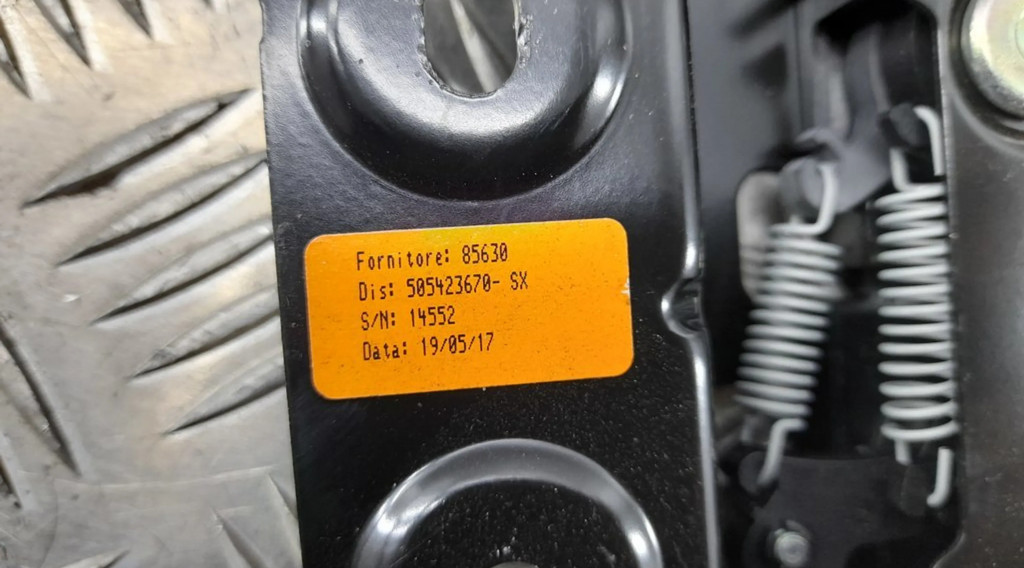 Fornitore: 85630
Dis: 505423670- SX
S/N: 14552
Data: 19/05/17